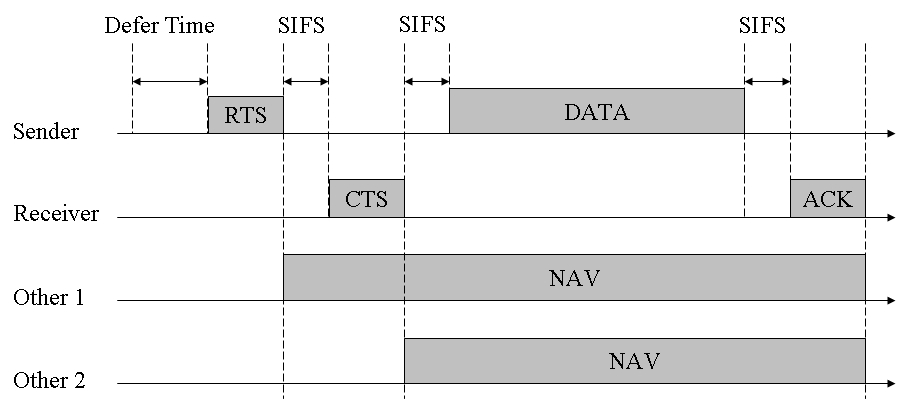 Defer Time SIFS SIFS SIFS
RTS DATA
Sender
CTS ACK
Receiver
NAV
Other 1
NAV
Other 2